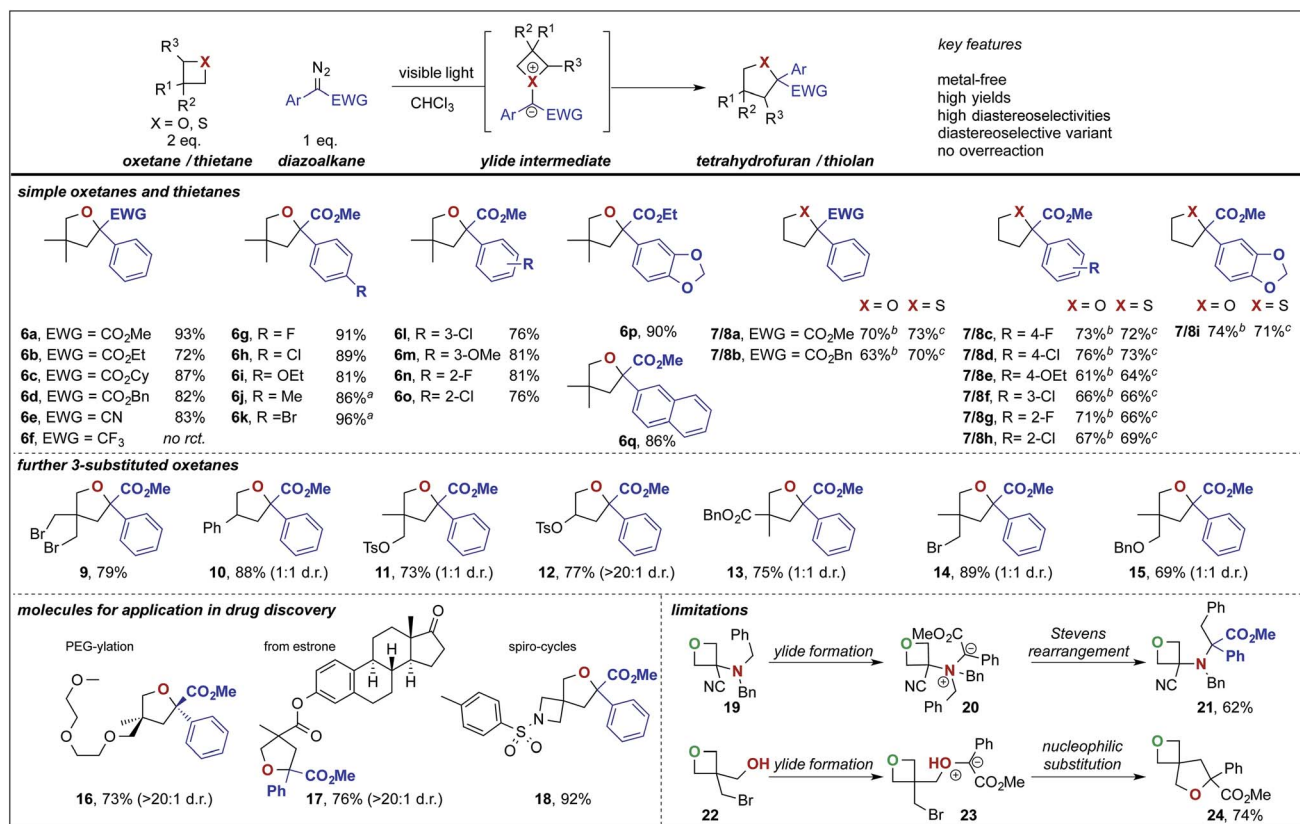 R³
X
R¹
R²
X = O, S
2 eq.
oxetane / thietane
N₂
Ar
EWG
1 eq.
diazoalkane
visible light
CHCl₃
R² R¹
R³
⊕
X
Ar
EWG
⊖
ylide intermediate
X
Ar
EWG
R¹
R²
R³
tetrahydrofuran / thiolan
key features
metal-free
high yields
high diastereoselectivities
diastereoselective variant
no overreaction
simple oxetanes and thietanes
O EWG
6a, EWG = CO₂Me 93%
6b, EWG = CO₂Et 72%
6c, EWG = CO₂Cy 87%
6d, EWG = CO₂Bn 82%
6e, EWG = CN 83%
6f, EWG = CF₃ no rct.
O CO₂Me
R
6g, R = F 91%
6h, R = Cl 89%
6i, R= OEt 81%
6j, R = Me 86%ᵃ
6k, R =Br 96%ᵃ
O CO₂Me
R
6l, R = 3-Cl 76%
6m, R = 3-OMe 81%
6n, R = 2-F 81%
6o, R = 2-Cl 76%
O CO₂Et
O
O
6p, 90%
O CO₂Me
6q, 86%
X EWG
X = O X = S
7/8a, EWG = CO₂Me 70%ᵇ 73%ᶜ
7/8b, EWG = CO₂Bn 63%ᵇ 70%ᶜ
X CO₂Me
R
X = O X = S
7/8c, R = 4-F 73%ᵇ 72%ᶜ
7/8d, R = 4-Cl 76%ᵇ 73%ᶜ
7/8e, R= 4-OEt 61%ᵇ 64%ᶜ
7/8f, R = 3-Cl 66%ᵇ 66%ᶜ
7/8g, R = 2-F 71%ᵇ 66%ᶜ
7/8h, R= 2-Cl 67%ᵇ 69%ᶜ
X CO₂Me
O
O
X = O X = S
7/8i 74%ᵇ 71%ᶜ
further 3-substituted oxetanes
O CO₂Me
Br
Br
9, 79%
O CO₂Me
Ph
10, 88% (1:1 d.r.)
O CO₂Me
TsO
11, 73% (1:1 d.r.)
O CO₂Me
TsO
12, 77% (>20:1 d.r.)
O CO₂Me
BnO₂C
13, 75% (1:1 d.r.)
O CO₂Me
Br
14, 89% (1:1 d.r.)
O CO₂Me
BnO
15, 69% (1:1 d.r.)
molecules for application in drug discovery
PEG-ylation
O
O
O
O
O CO₂Me
16, 73% (>20:1 d.r.)
from estrone
O
H
H H
O
O
O
CO₂Me
Ph
17, 76% (>20:1 d.r.)
spiro-cycles
O CO₂Me
N
S
O O
18, 92%
limitations
O
Ph
N
NC Bn
19
ylide formation
MeO₂C
⊖
Ph
O
N
⊕
Bn
NC
Ph
20
Stevens
rearrangement
Ph
O
CO₂Me
Ph
N
NC Bn
21, 62%
O
OH
Br
22
ylide formation
O
Ph
HO
⊕
⊖
CO₂Me
Br
23
nucleophilic
substitution
O
Ph
O
CO₂Me
24, 74%